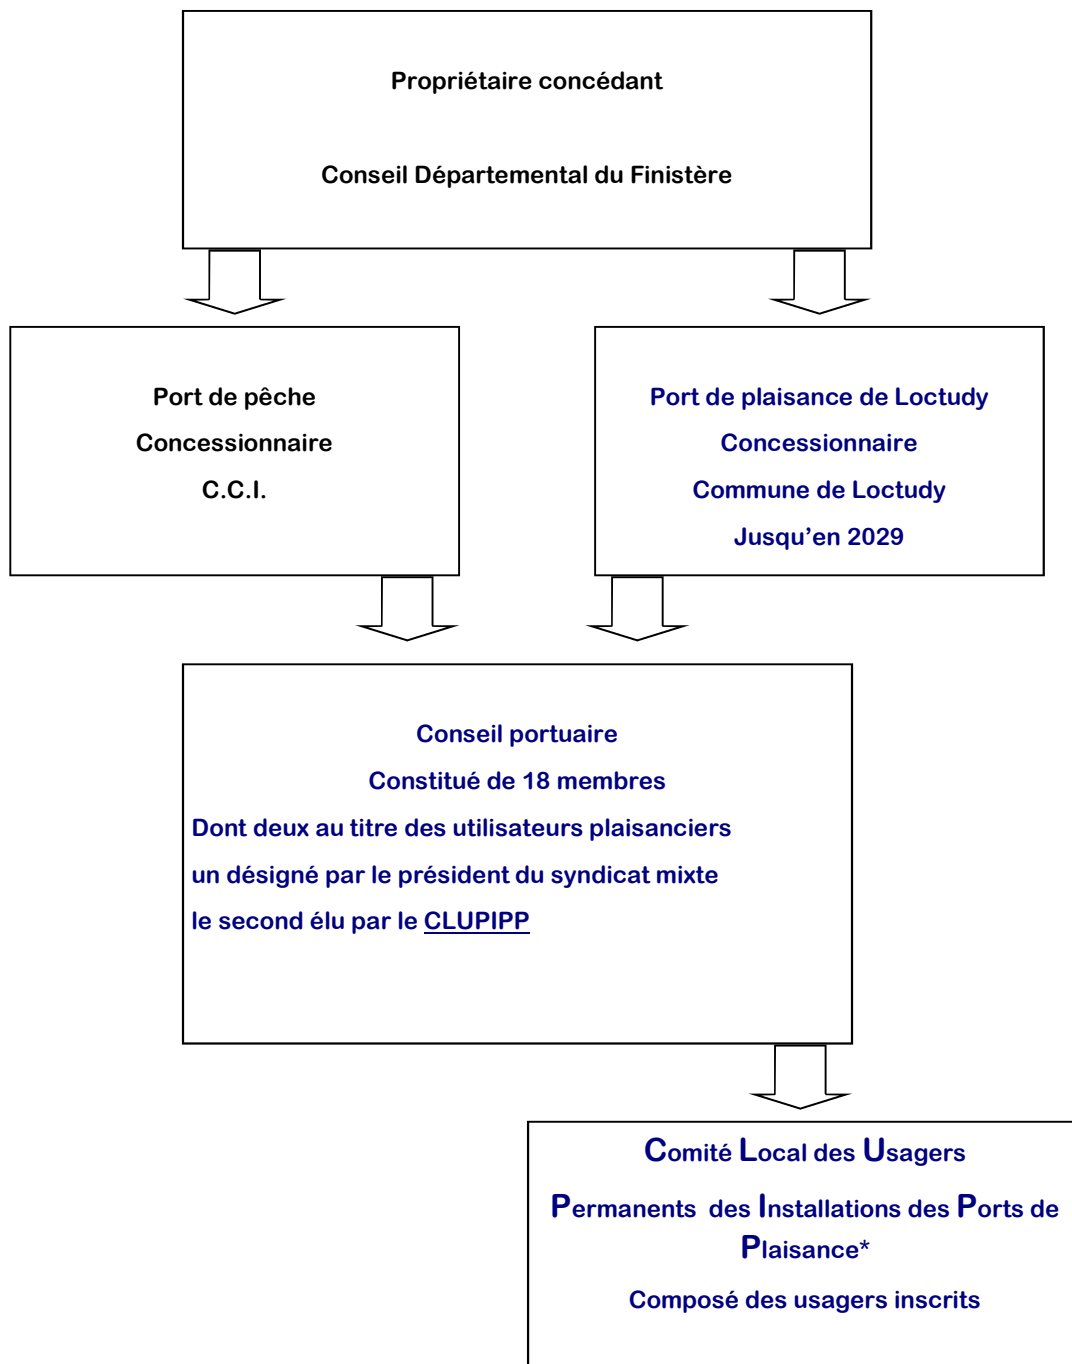 Propriétaire concédant
Conseil Départemental du Finistère
Port de pêche
Concessionnaire
C.C.I.
Port de plaisance de Loctudy
Concessionnaire
Commune de Loctudy
Jusqu’en 2029
Conseil portuaire
Constitué de 18 membres
Dont deux au titre des utilisateurs plaisanciers
un désigné par le président du syndicat mixte
le second élu par le CLUPIPP
Comité Local des Usagers
Permanents des Installations des Ports de
Plaisance*
Composé des usagers inscrits